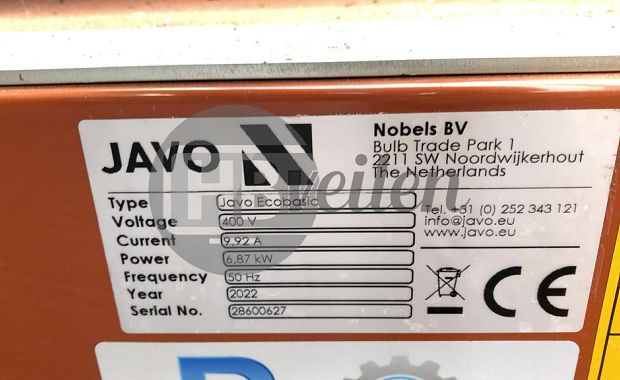 JAVO
Nobels BV
Bulb Trade Park 1
2211 SW Noordwijkerhout
The Netherlands
Type Javo Ecobasic
Voltage 400 V
Current 9,92 A
Power 6,87 kW
Frequency 50 Hz
Year 2022
Serial No. 28600627
Tel. +31 (0) 252 343 121
info@javo.eu
www.javo.eu
CE